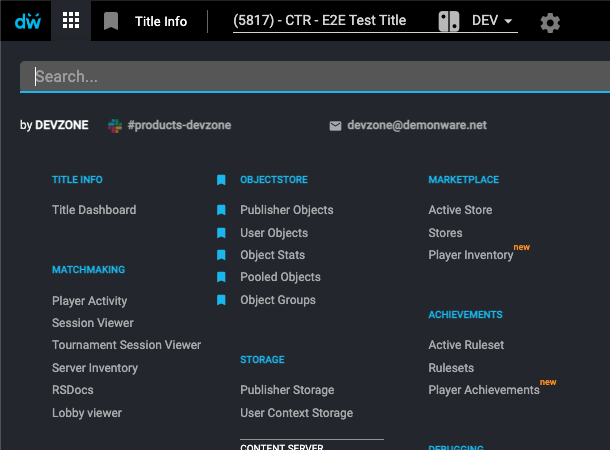 dw Title Info (5817) - CTR - E2E Test Title DEV
Search...
by DEVZONE #products-devzone devzone@demonware.net
TITLE INFO
Title Dashboard
MATCHMAKING
Player Activity
Session Viewer
Tournament Session Viewer
Server Inventory
RSDocs
Lobby viewer
OBJECTSTORE
Publisher Objects
User Objects
Object Stats
Pooled Objects
Object Groups
STORAGE
Publisher Storage
User Context Storage
CONTENT SERVER
MARKETPLACE
Active Store
Stores
Player Inventory new
ACHIEVEMENTS
Active Ruleset
Rulesets
Player Achievements new
DEBUGGING